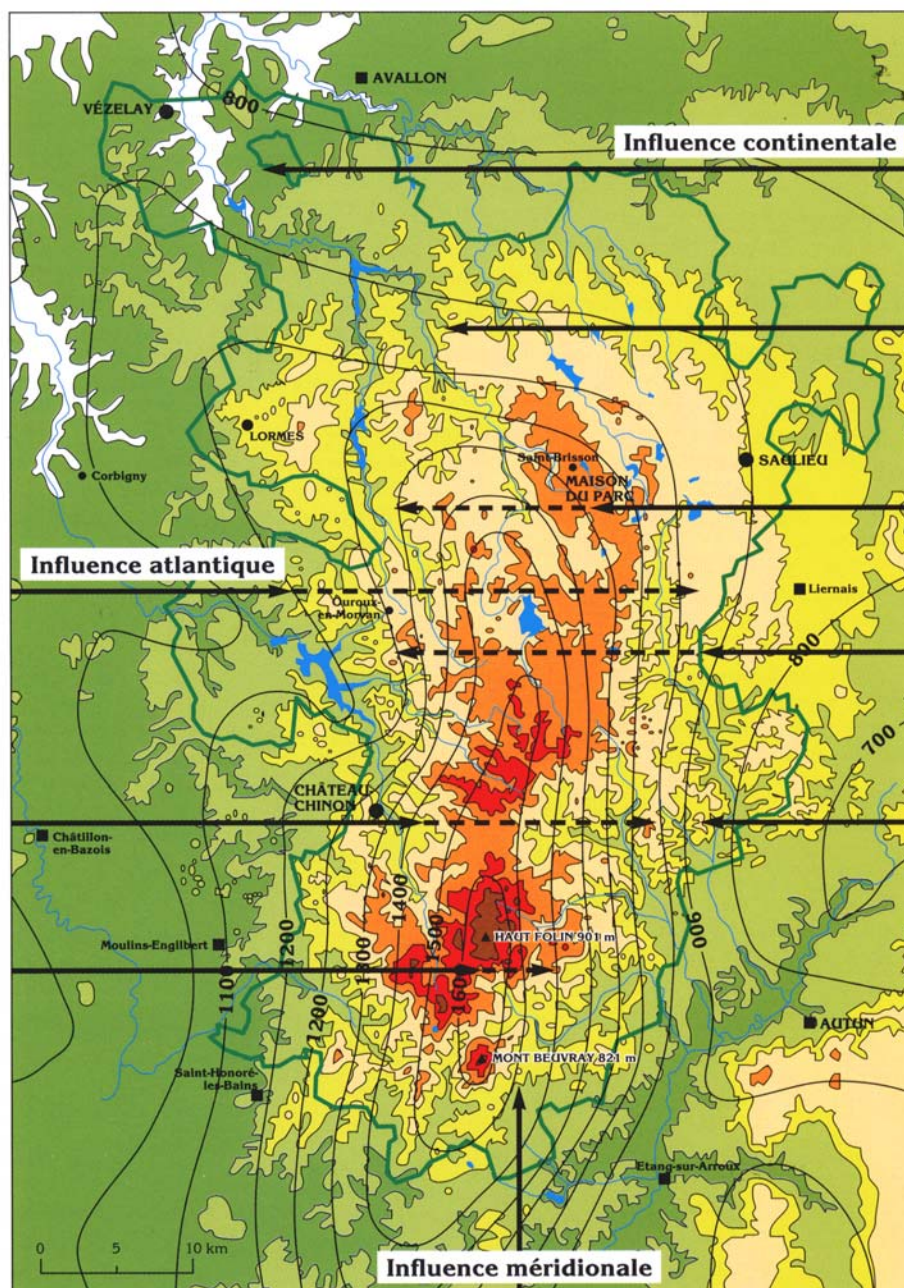 AVALLON
VÉZELAY
800
Influence continentale
LORMES
Corbigny
Saint-Brisson
MAISON
DU PARC
SAULIEU
Influence atlantique
Liernais
Ouroux-
en-Morvan
800
700
CHÂTEAU-
CHINON
Châtillon-
en-Bazois
1400
900
Moulins-Engilbert
1200
1300
1500
HAUT FOLIN 901 m
1100
1600
1200
AUTUN
MONT BEUVRAY 821 m
Saint-Honoré-
les-Bains
Etang-sur-Arroux
0 5 10 km
Influence méridionale